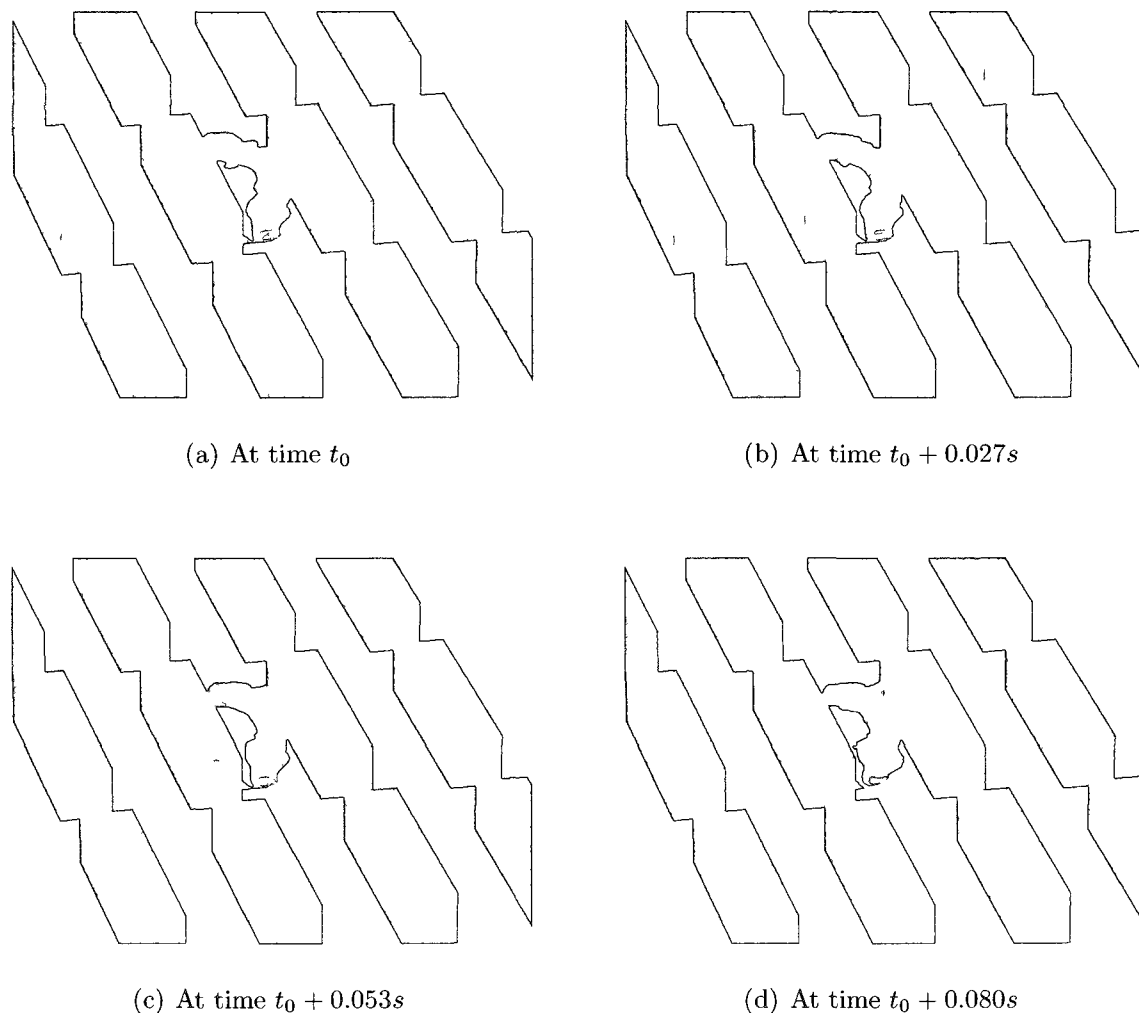 (a) At time t₀
(b) At time t₀ + 0.027s
(c) At time t₀ + 0.053s
(d) At time t₀ + 0.080s